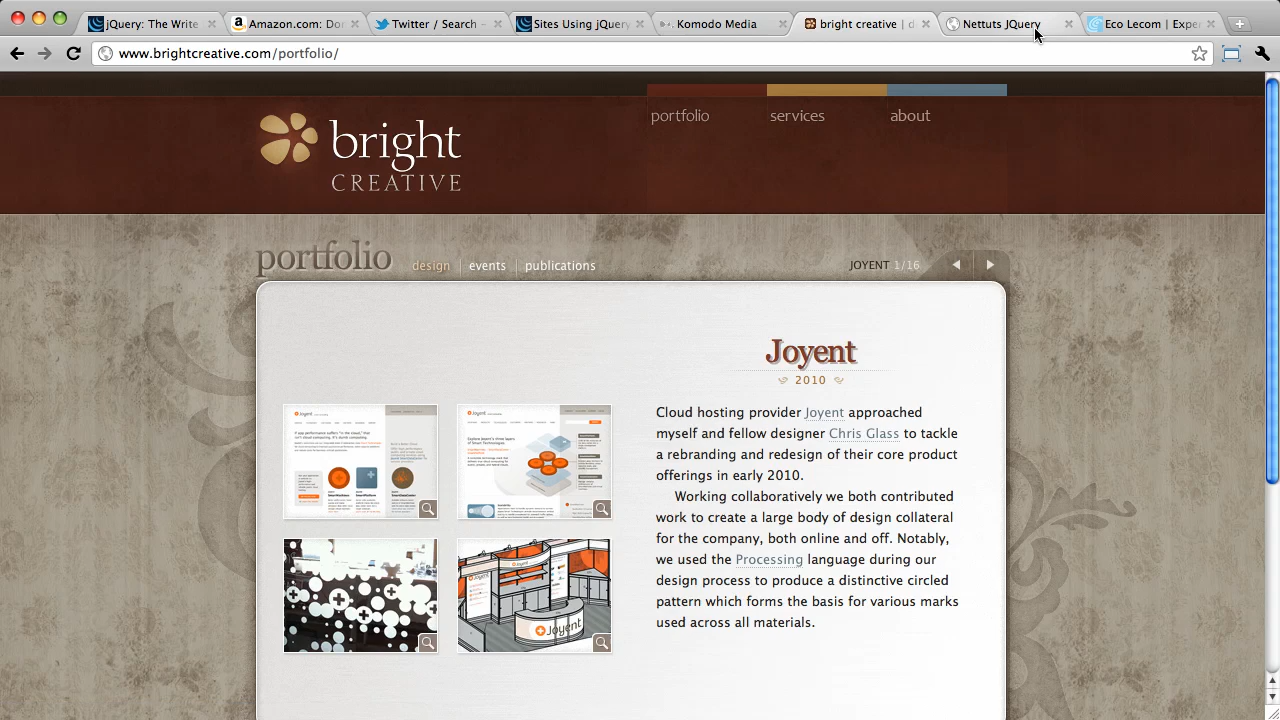 jQuery: The Write
Amazon.com: Do
Twitter / Search -
Sites Using jQuery
Komodo Media
bright creative | d
Nettuts JQuery
Eco Lecom | Exper
www.brightcreative.com/portfolio/
portfolio
services
about
bright
CREATIVE
portfolio
design
events
publications
JOYENT 1/16
Joyent
2010
Cloud hosting provider Joyent approached
myself and fellow designer Chris Glass to tackle
a rebranding and redesign of their core product
offerings in July 2010.
Working collaboratively we both contributed
work to create a large body of design collateral
for the company, both online and off. Notably,
we used the Processing language during our
design process to produce a distinctive circled
pattern which forms the basis for various marks
used across all materials.
Joyent
Joyent
Joyent